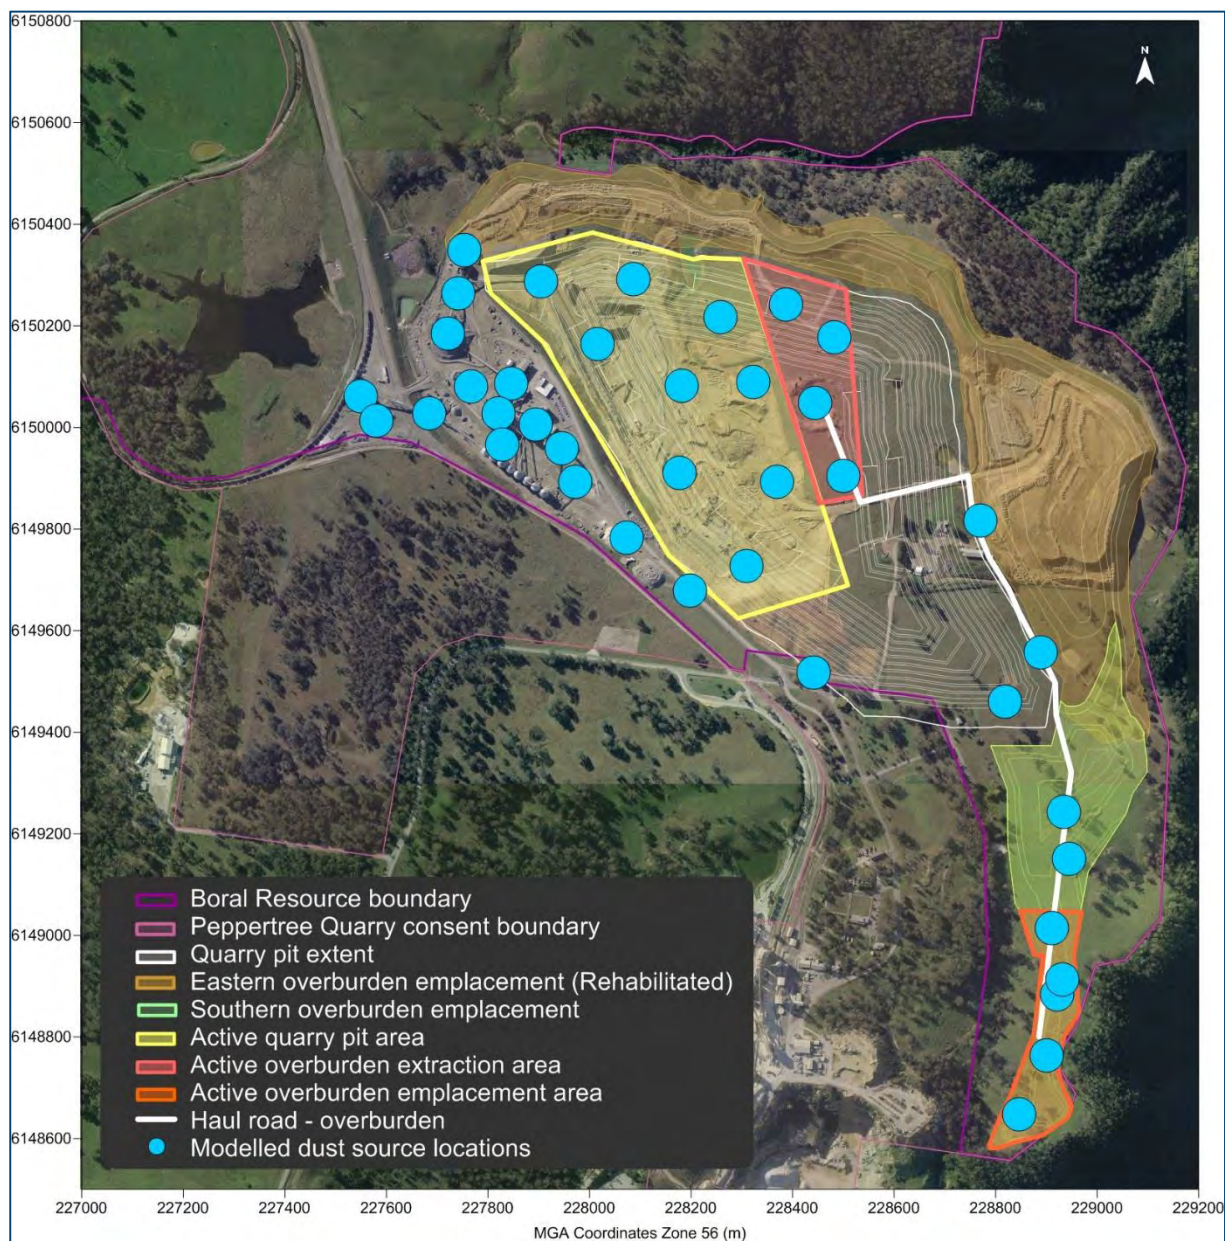 6150800
N
6150600
6150400
6150200
6150000
6149800
6149600
6149400
6149200
6149000
6148800
6148600
Boral Resource boundary
Peppertree Quarry consent boundary
Quarry pit extent
Eastern overburden emplacement (Rehabilitated)
Southern overburden emplacement
Active quarry pit area
Active overburden extraction area
Active overburden emplacement area
Haul road - overburden
Modelled dust source locations
227000 227200 227400 227600 227800 228000 228200 228400 228600 228800 229000 229200
MGA Coordinates Zone 56 (m)